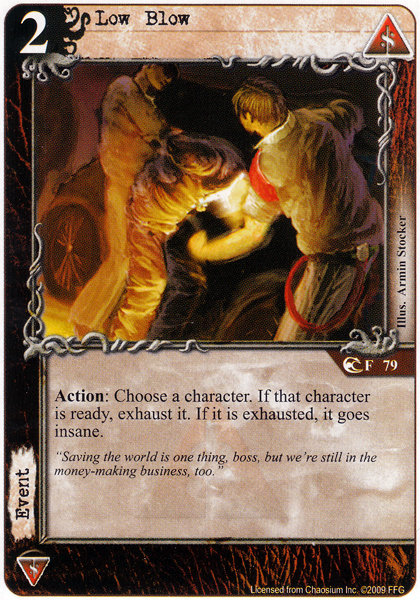 2
Low Blow
Illus. Armin Stocker
F 79
Action: Choose a character. If that character
is ready, exhaust it. If it is exhausted, it goes
insane.
“Saving the world is one thing, boss, but we’re still in the
money-making business, too.”
Event
Licensed from Chaosium Inc. ©2009 FFG